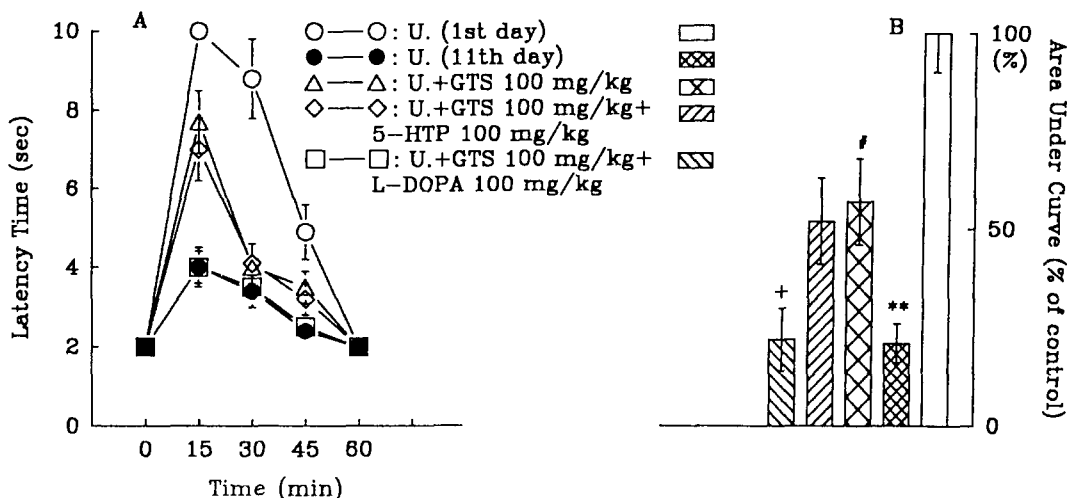 A
B
10
8
6
4
2
0
Latency Time (sec)
0 15 30 45 60
Time (min)
: U. (1st day)
: U. (11th day)
: U.+GTS 100 mg/kg
: U.+GTS 100 mg/kg+
5-HTP 100 mg/kg
: U.+GTS 100 mg/kg+
L-DOPA 100 mg/kg
+
#
**
100
(%)
50
0
Area Under Curve (% of control)